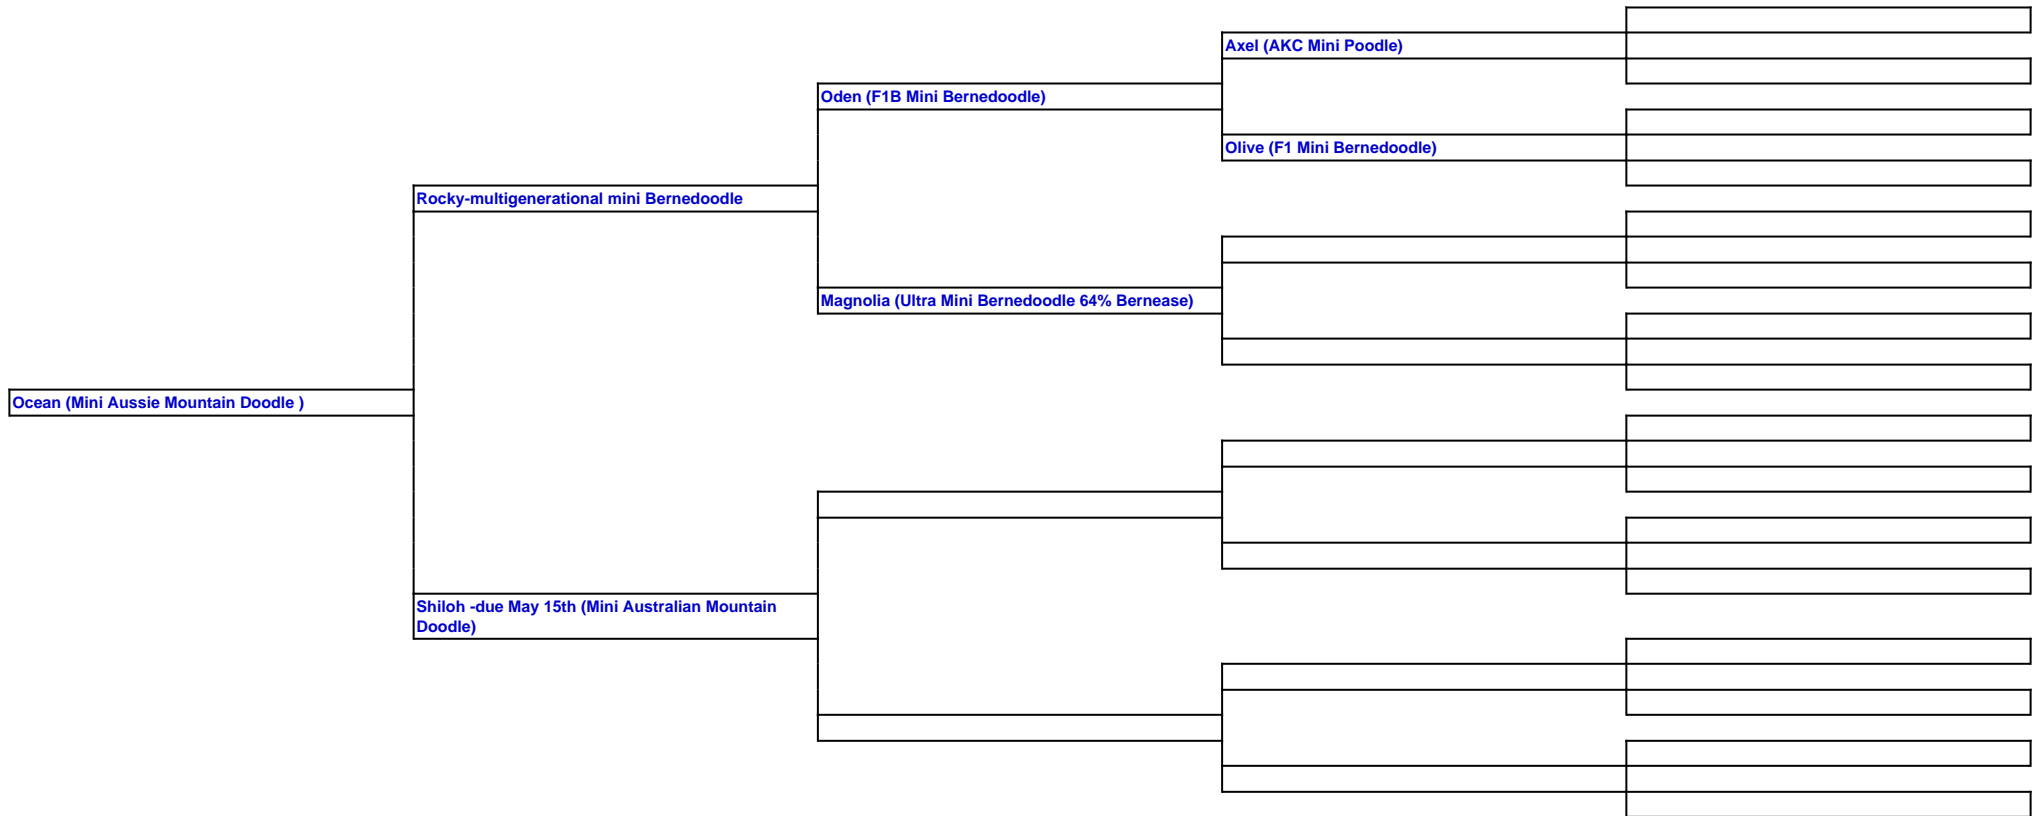 Axel (AKC Mini Poodle)
Oden (F1B Mini Bernedoodle)
Olive (F1 Mini Bernedoodle)
Rocky-multigenerational mini Bernedoodle
Magnolia (Ultra Mini Bernedoodle 64% Bernease)
Ocean (Mini Aussie Mountain Doodle )
Shiloh -due May 15th (Mini Australian Mountain
Doodle)